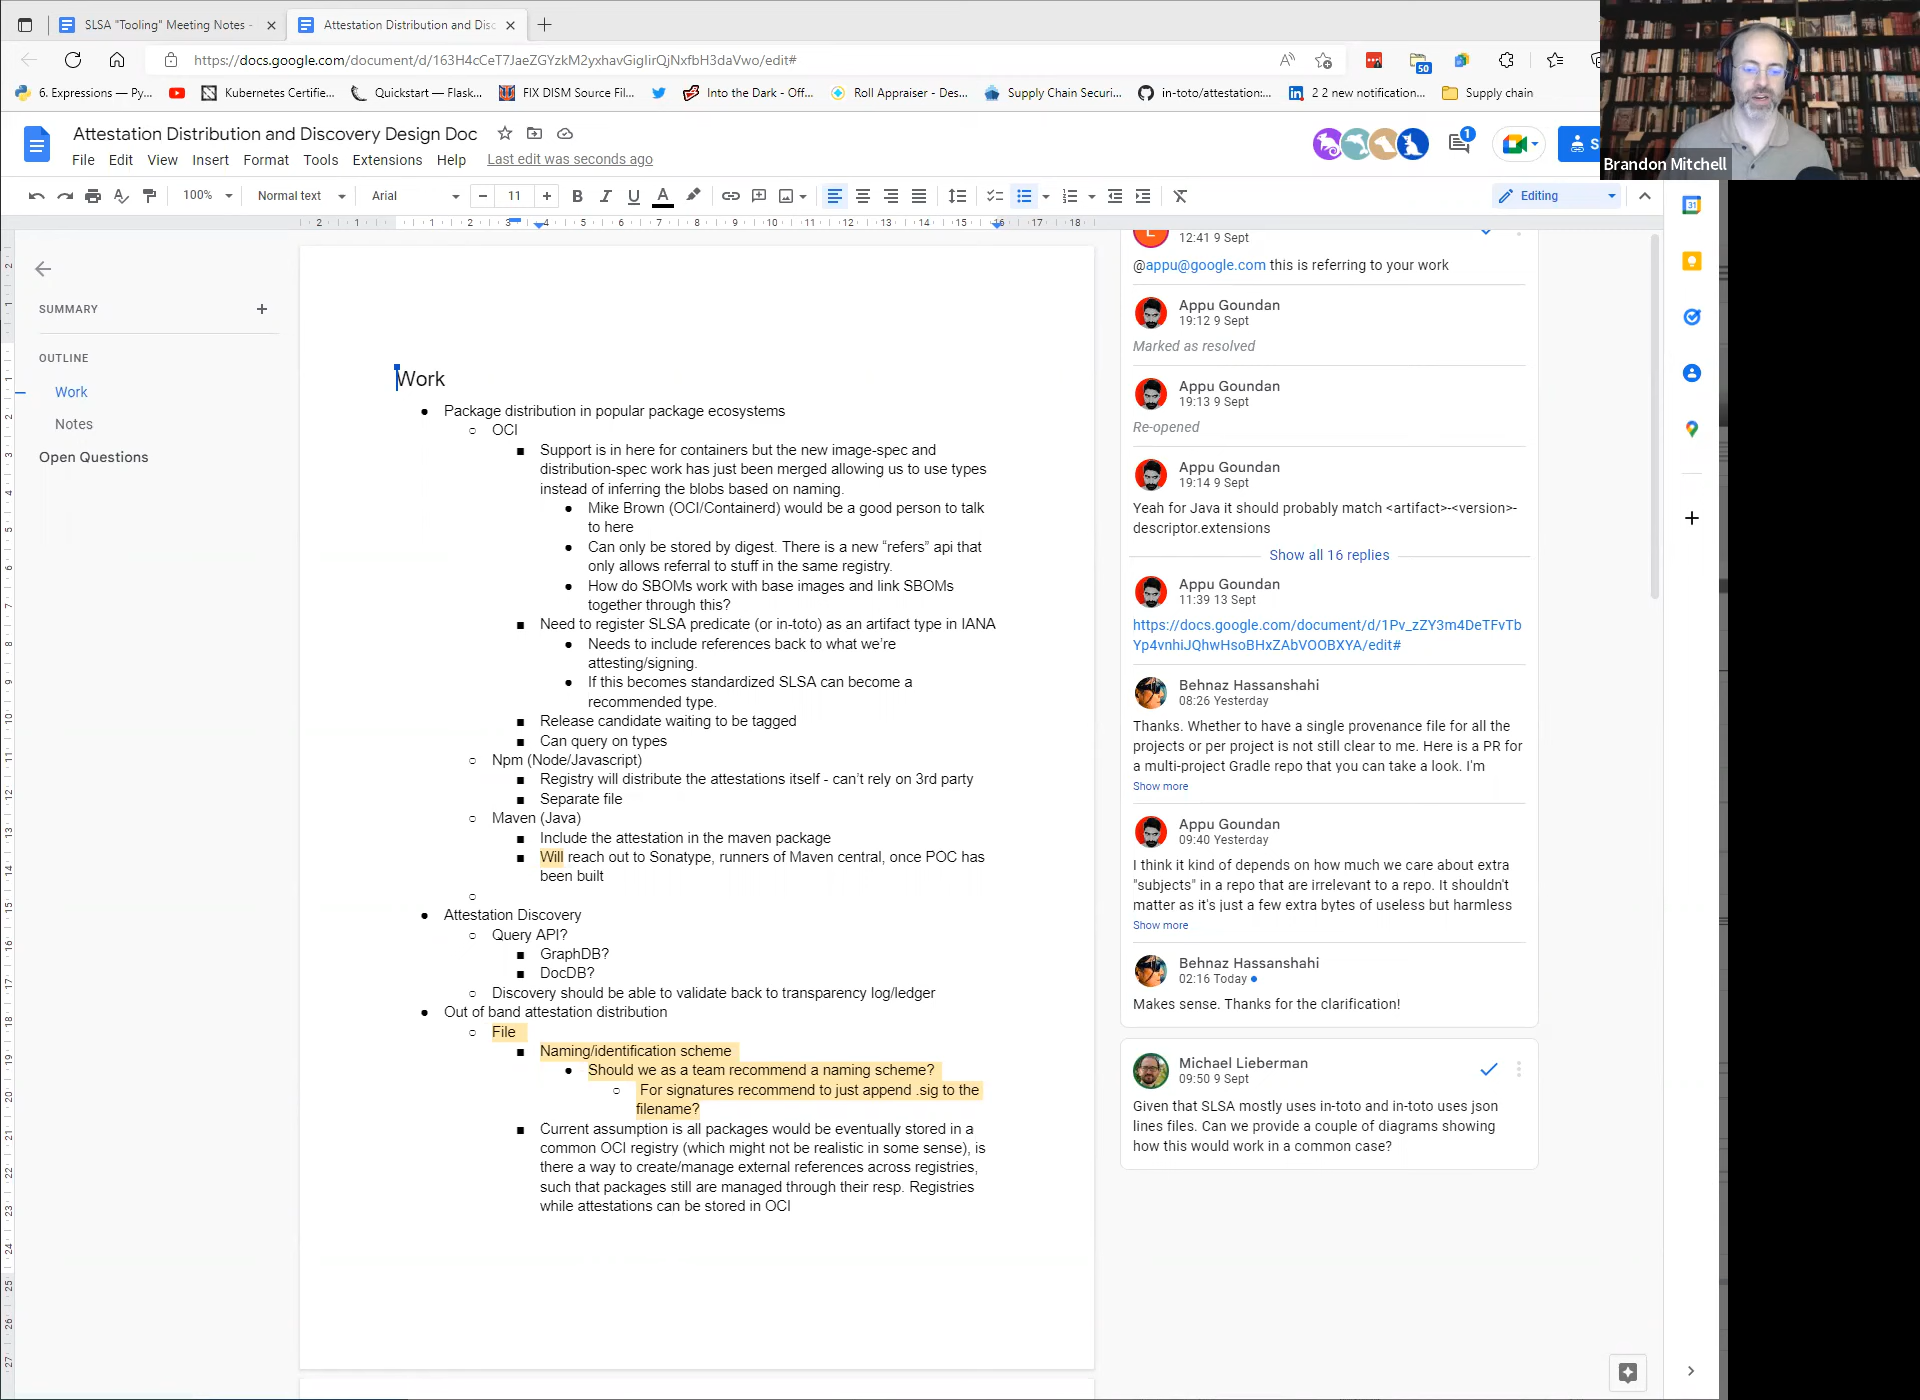 SLSA "Tooling" Meeting Notes -
Attestation Distribution and Disc
https://docs.google.com/document/d/163H4cCeT7JaeZGYzkM2yxhavGigIirQjNxfbH3daVwo/edit#
50
6. Expressions — Py...
Kubernetes Certifie...
Quickstart — Flask...
FIX DISM Source Fil...
Into the Dark - Off...
Roll Appraiser - Des...
Supply Chain Securi...
in-toto/attestation:...
2 2 new notification...
Supply chain
Attestation Distribution and Discovery Design Doc
File Edit View Insert Format Tools Extensions Help Last edit was seconds ago
1
S
Brandon Mitchell
100% Normal text Arial 11 B I U A Editing
2 1 1 2 3 4 5 6 7 8 9 10 11 12 13 14 15 16 17 18
SUMMARY
OUTLINE
Work
Notes
Open Questions
Work
● Package distribution in popular package ecosystems
○ OCI
■ Support is in here for containers but the new image-spec and
distribution-spec work has just been merged allowing us to use types
instead of inferring the blobs based on naming.
● Mike Brown (OCI/Containerd) would be a good person to talk
to here
● Can only be stored by digest. There is a new “refers” api that
only allows referral to stuff in the same registry.
● How do SBOMs work with base images and link SBOMs
together through this?
■ Need to register SLSA predicate (or in-toto) as an artifact type in IANA
● Needs to include references back to what we’re
attesting/signing.
● If this becomes standardized SLSA can become a
recommended type.
■ Release candidate waiting to be tagged
■ Can query on types
○ Npm (Node/Javascript)
■ Registry will distribute the attestations itself - can’t rely on 3rd party
■ Separate file
○ Maven (Java)
■ Include the attestation in the maven package
■ Will reach out to Sonatype, runners of Maven central, once POC has
been built
○
● Attestation Discovery
○ Query API?
■ GraphDB?
■ DocDB?
○ Discovery should be able to validate back to transparency log/ledger
● Out of band attestation distribution
○ File
■ Naming/identification scheme
● Should we as a team recommend a naming scheme?
○ For signatures recommend to just append .sig to the
filename?
■ Current assumption is all packages would be eventually stored in a
common OCI registry (which might not be realistic in some sense), is
there a way to create/manage external references across registries,
such that packages still are managed through their resp. Registries
while attestations can be stored in OCI
12:41 9 Sept
@appu@google.com this is referring to your work
Appu Goundan
19:12 9 Sept
Marked as resolved
Appu Goundan
19:13 9 Sept
Re-opened
Appu Goundan
19:14 9 Sept
Yeah for Java it should probably match <artifact>-<version>-
descriptor.extensions
Show all 16 replies
Appu Goundan
11:39 13 Sept
https://docs.google.com/document/d/1Pv_zZY3m4DeTFvTb
Yp4vnhiJQhwHsoBHxZAbVOOBXYA/edit#
Behnaz Hassanshahi
08:26 Yesterday
Thanks. Whether to have a single provenance file for all the
projects or per project is not still clear to me. Here is a PR for
a multi-project Gradle repo that you can take a look. I'm
Show more
Appu Goundan
09:40 Yesterday
I think it kind of depends on how much we care about extra
"subjects" in a repo that are irrelevant to a repo. It shouldn't
matter as it's just a few extra bytes of useless but harmless
Show more
Behnaz Hassanshahi
02:16 Today
Makes sense. Thanks for the clarification!
Michael Lieberman
09:50 9 Sept
Given that SLSA mostly uses in-toto and in-toto uses json
lines files. Can we provide a couple of diagrams showing
how this would work in a common case?